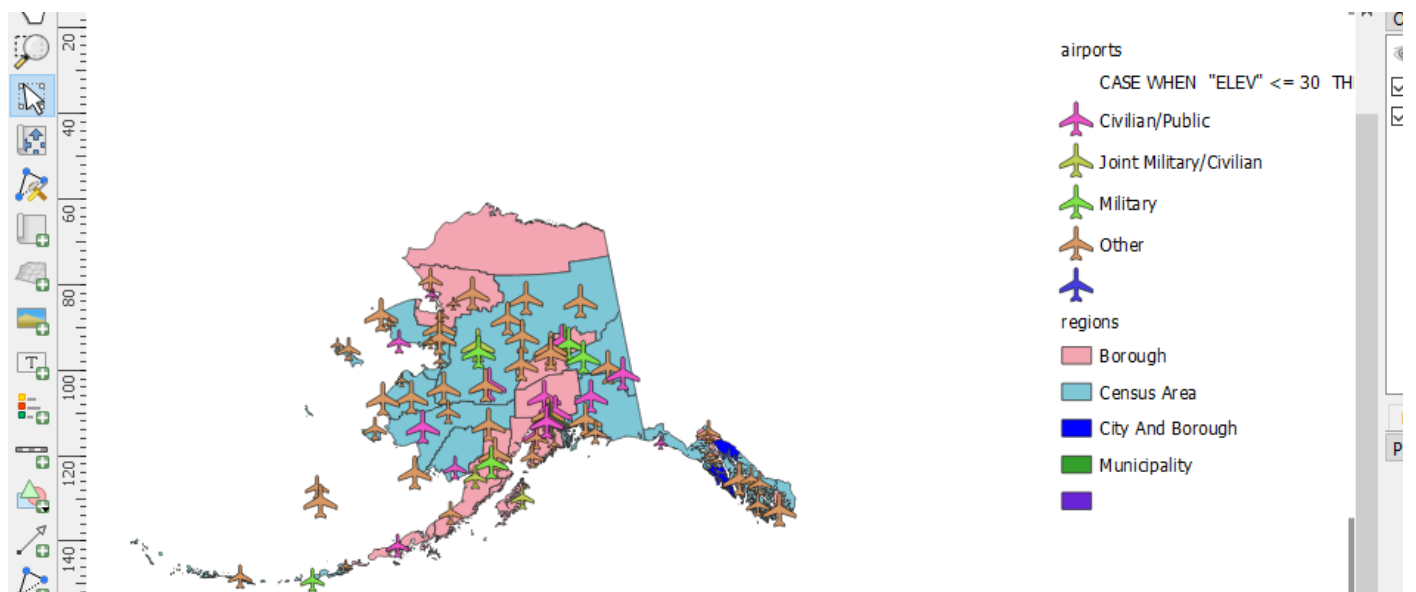 airports
CASE WHEN "ELEV" <= 30 TH
Civilian/Public
Joint Military/Civilian
Military
Other
regions
Borough
Census Area
City And Borough
Municipality
20
40
60
80
100
120
140
T
P